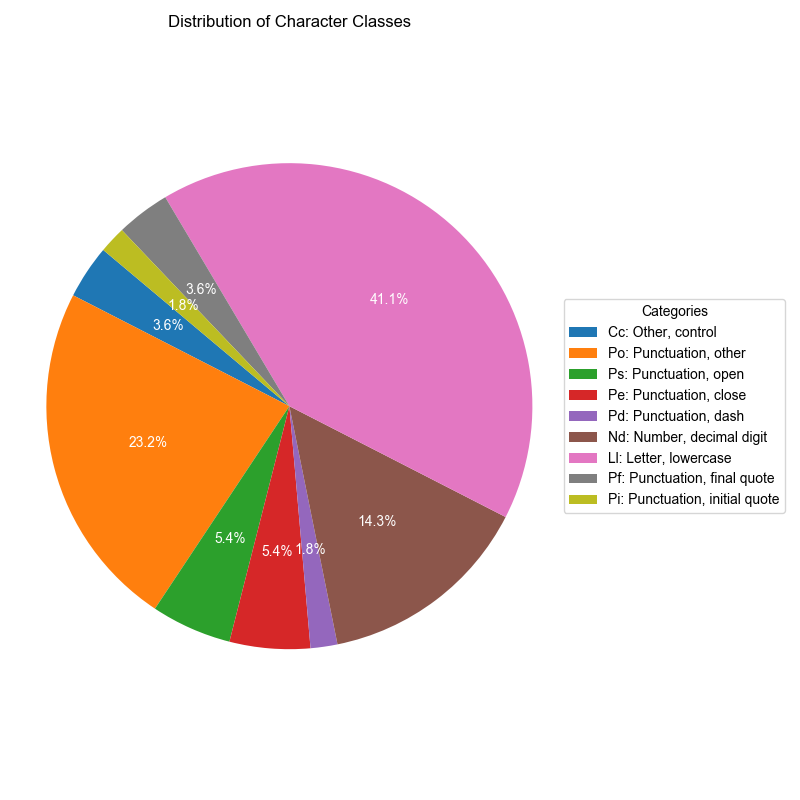 Distribution of Character Classes
41.1%
3.6%
1.8%
3.6%
23.2%
14.3%
5.4%
5.4%
1.8%
Categories
Cc: Other, control
Po: Punctuation, other
Ps: Punctuation, open
Pe: Punctuation, close
Pd: Punctuation, dash
Nd: Number, decimal digit
Ll: Letter, lowercase
Pf: Punctuation, final quote
Pi: Punctuation, initial quote